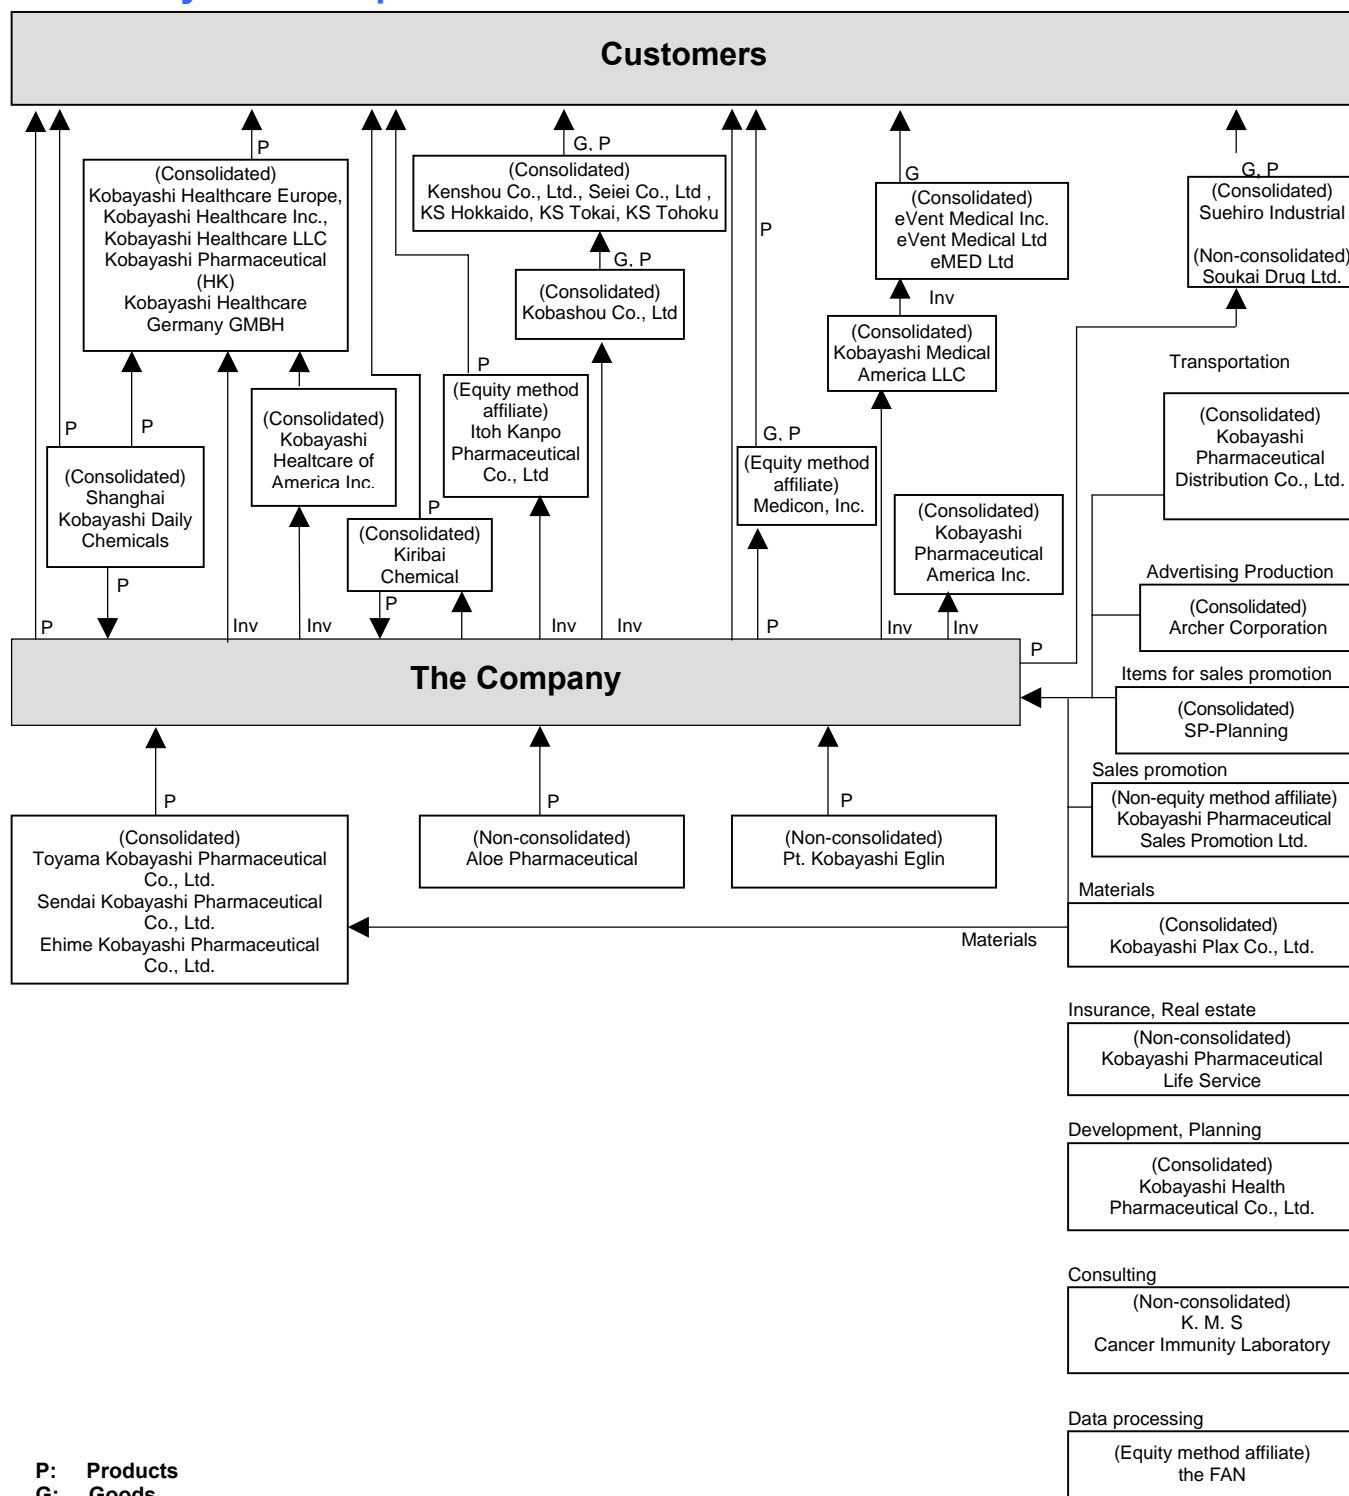 Customers
P
(Consolidated)
Kobayashi Healthcare Europe,
Kobayashi Healthcare Inc.,
Kobayashi Healthcare LLC
Kobayashi Pharmaceutical
(HK)
Kobayashi Healthcare
Germany GMBH
G, P
(Consolidated)
Kenshou Co., Ltd., Seiei Co., Ltd ,
KS Hokkaido, KS Tokai, KS Tohoku
G, P
(Consolidated)
Kobashou Co., Ltd
P
G
(Consolidated)
eVent Medical Inc.
eVent Medical Ltd
eMED Ltd
Inv
(Consolidated)
Kobayashi Medical
America LLC
G, P
(Consolidated)
Suehiro Industrial
(Non-consolidated)
Soukai Drug Ltd.
P
P
(Consolidated)
Shanghai
Kobayashi Daily
Chemicals
P
(Consolidated)
Kobayashi
Healtcare of
America Inc.
P
(Equity method
affiliate)
Itoh Kanpo
Pharmaceutical
Co., Ltd
P
(Consolidated)
Kiribai
Chemical
P
G, P
(Equity method
affiliate)
Medicon, Inc.
(Consolidated)
Kobayashi
Pharmaceutical
America Inc.
Transportation
(Consolidated)
Kobayashi
Pharmaceutical
Distribution Co., Ltd.
Advertising Production
(Consolidated)
Archer Corporation
P
Inv
Inv
Inv
Inv
P
Inv
Inv
P
The Company
Items for sales promotion
(Consolidated)
SP-Planning
Sales promotion
(Non-equity method affiliate)
Kobayashi Pharmaceutical
Sales Promotion Ltd.
P
P
P
(Consolidated)
Toyama Kobayashi Pharmaceutical
Co., Ltd.
Sendai Kobayashi Pharmaceutical
Co., Ltd.
Ehime Kobayashi Pharmaceutical
Co., Ltd.
(Non-consolidated)
Aloe Pharmaceutical
(Non-consolidated)
Pt. Kobayashi Eglin
Materials
Materials
(Consolidated)
Kobayashi Plax Co., Ltd.
Insurance, Real estate
(Non-consolidated)
Kobayashi Pharmaceutical
Life Service
Development, Planning
(Consolidated)
Kobayashi Health
Pharmaceutical Co., Ltd.
Consulting
(Non-consolidated)
K. M. S
Cancer Immunity Laboratory
Data processing
(Equity method affiliate)
the FAN
P: Products
G: Goods